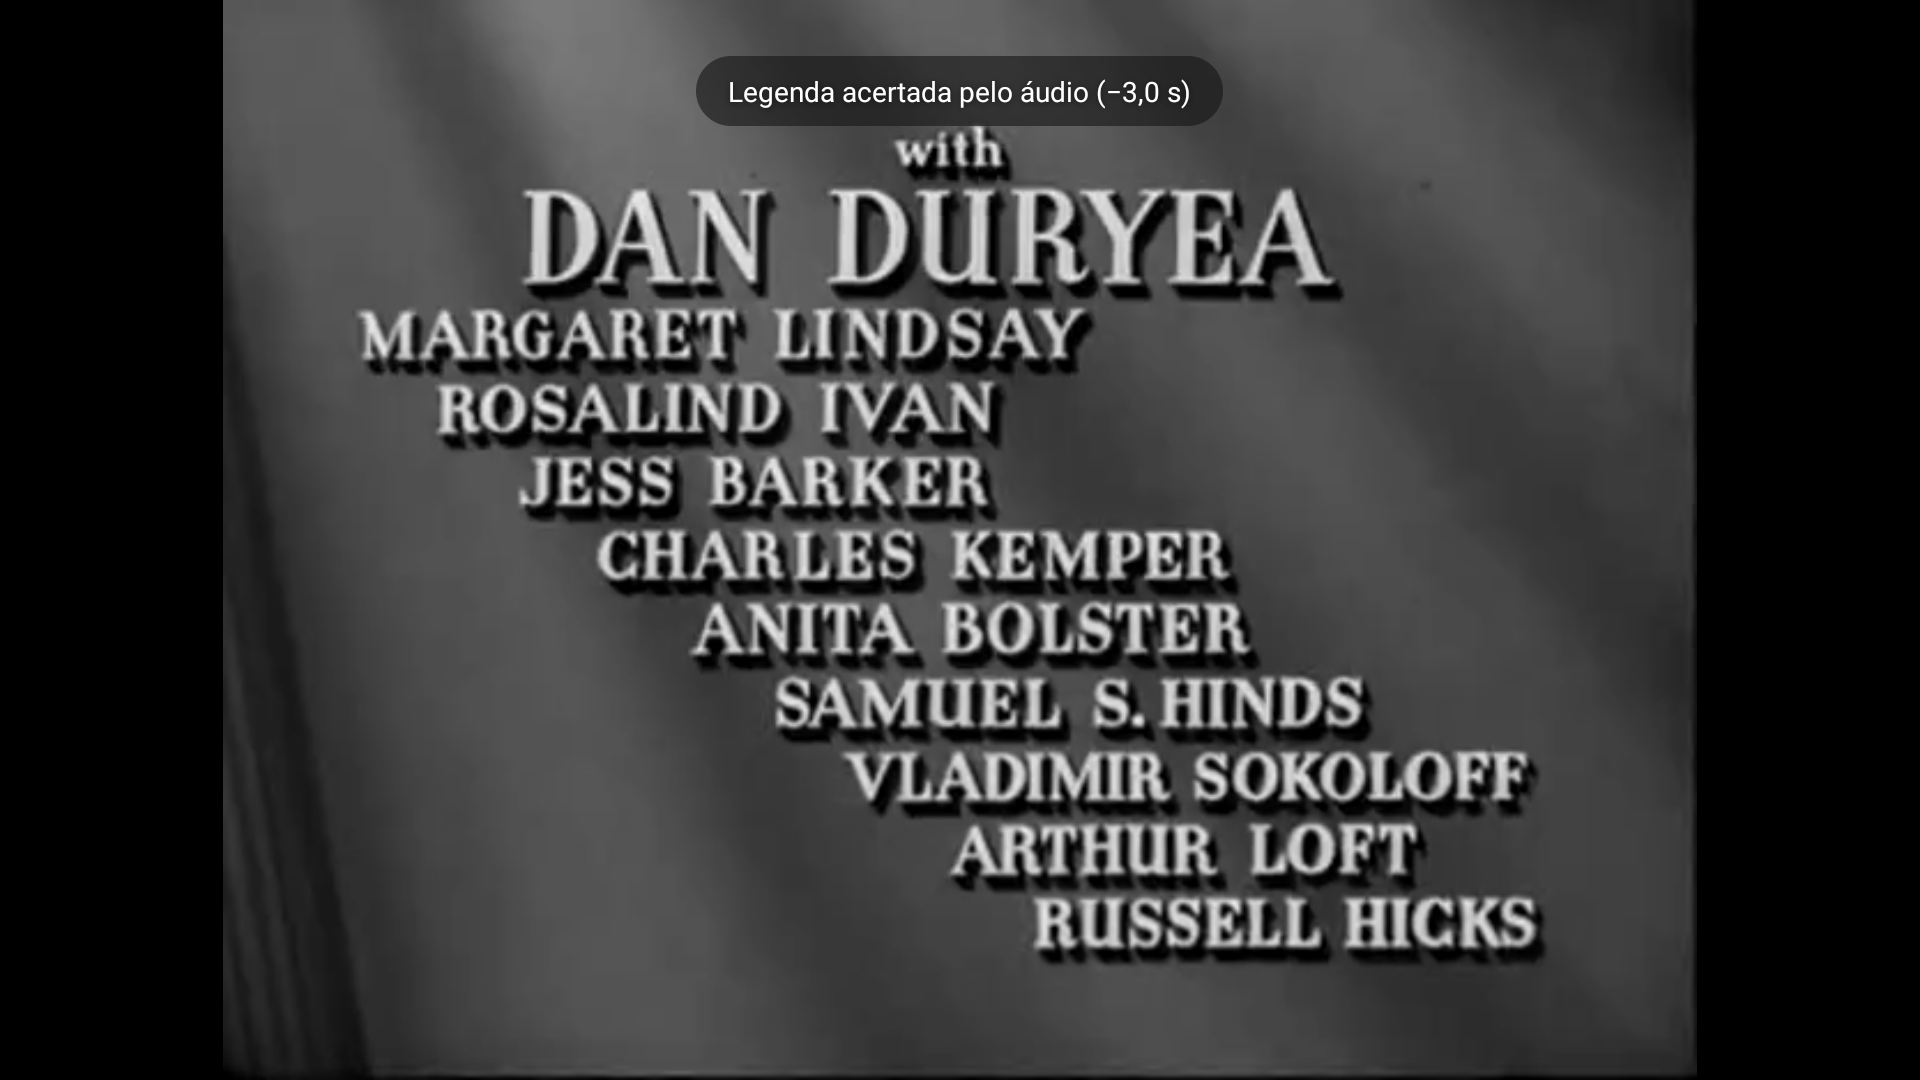 Legenda acertada pelo áudio (−3,0 s)
with
DAN DURYEA
MARGARET LINDSAY
ROSALIND IVAN
JESS BARKER
CHARLES KEMPER
ANITA BOLSTER
SAMUEL S. HINDS
VLADIMIR SOKOLOFF
ARTHUR LOFT
RUSSELL HICKS